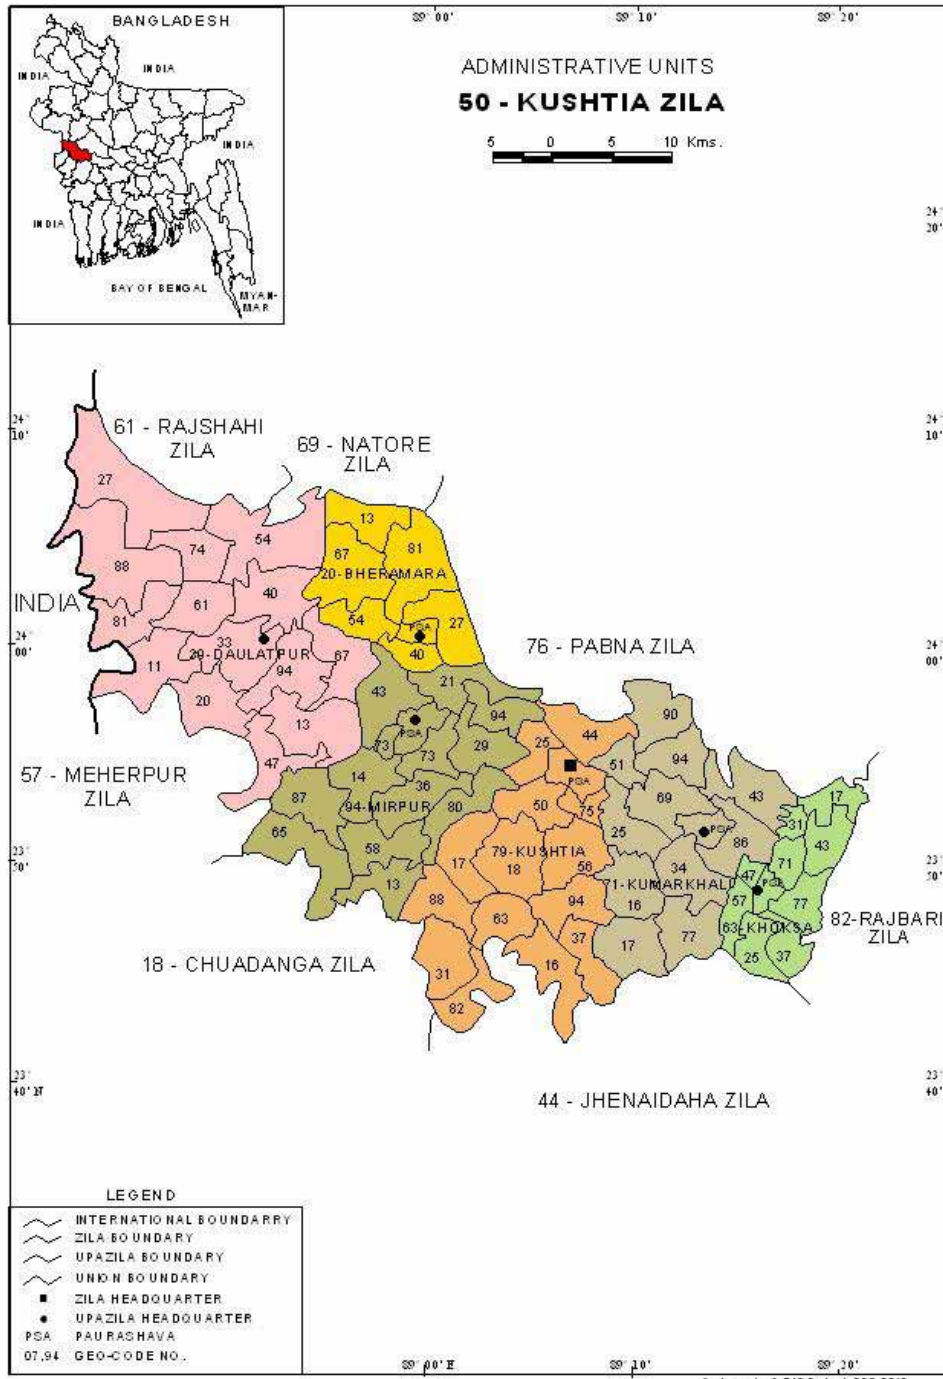 BANGLADESH
INDIA
INDIA
INDIA
INDIA
BAY OF BENGAL
MYAN-
MAR
89°00'
89°10'
89°20'
ADMINISTRATIVE UNITS
50 - KUSHTIA ZILA
5 0 5 10 Kms.
24°
20'
24°
10'
24°
10'
61 - RAJSHAHI
ZILA
69 - NATORE
ZILA
27
54
74
88
40
61
81
33
29-DAULATPUR
94
67
11
20
13
47
INDIA
13
67
81
20-BHERAMARA
54
PSA
27
40
24°
00'
24°
00'
76 - PABNA ZILA
57 - MEHERPUR
ZILA
43
21
94
PSA
73
73
29
14
36
87
94-MIRPUR
80
65
58
13
25
44
PSA
50
75
79-KUSHTIA
17
18
56
88
94
63
37
16
31
82
90
51
94
69
43
PSA
25
86
34
71-KUMARKHALI
16
17
77
17
31
43
71
47
PSA
57
77
63-KHOKSA
25
37
23°
50'
23°
50'
82-RAJBARI
ZILA
18 - CHUADANGA ZILA
44 - JHENAIDAHA ZILA
23°
40' N
23°
40'
LEGEND
INTERNATIONAL BOUNDARRY
ZILA BOUNDARY
UPAZILA BOUNDARY
UNION BOUNDARY
ZILA HEADQUARTER
UPAZILA HEADQUARTER
PSA PAURASHAVA
07,94 GEO-CODE NO.
89°00' E
89°10'
89°20'